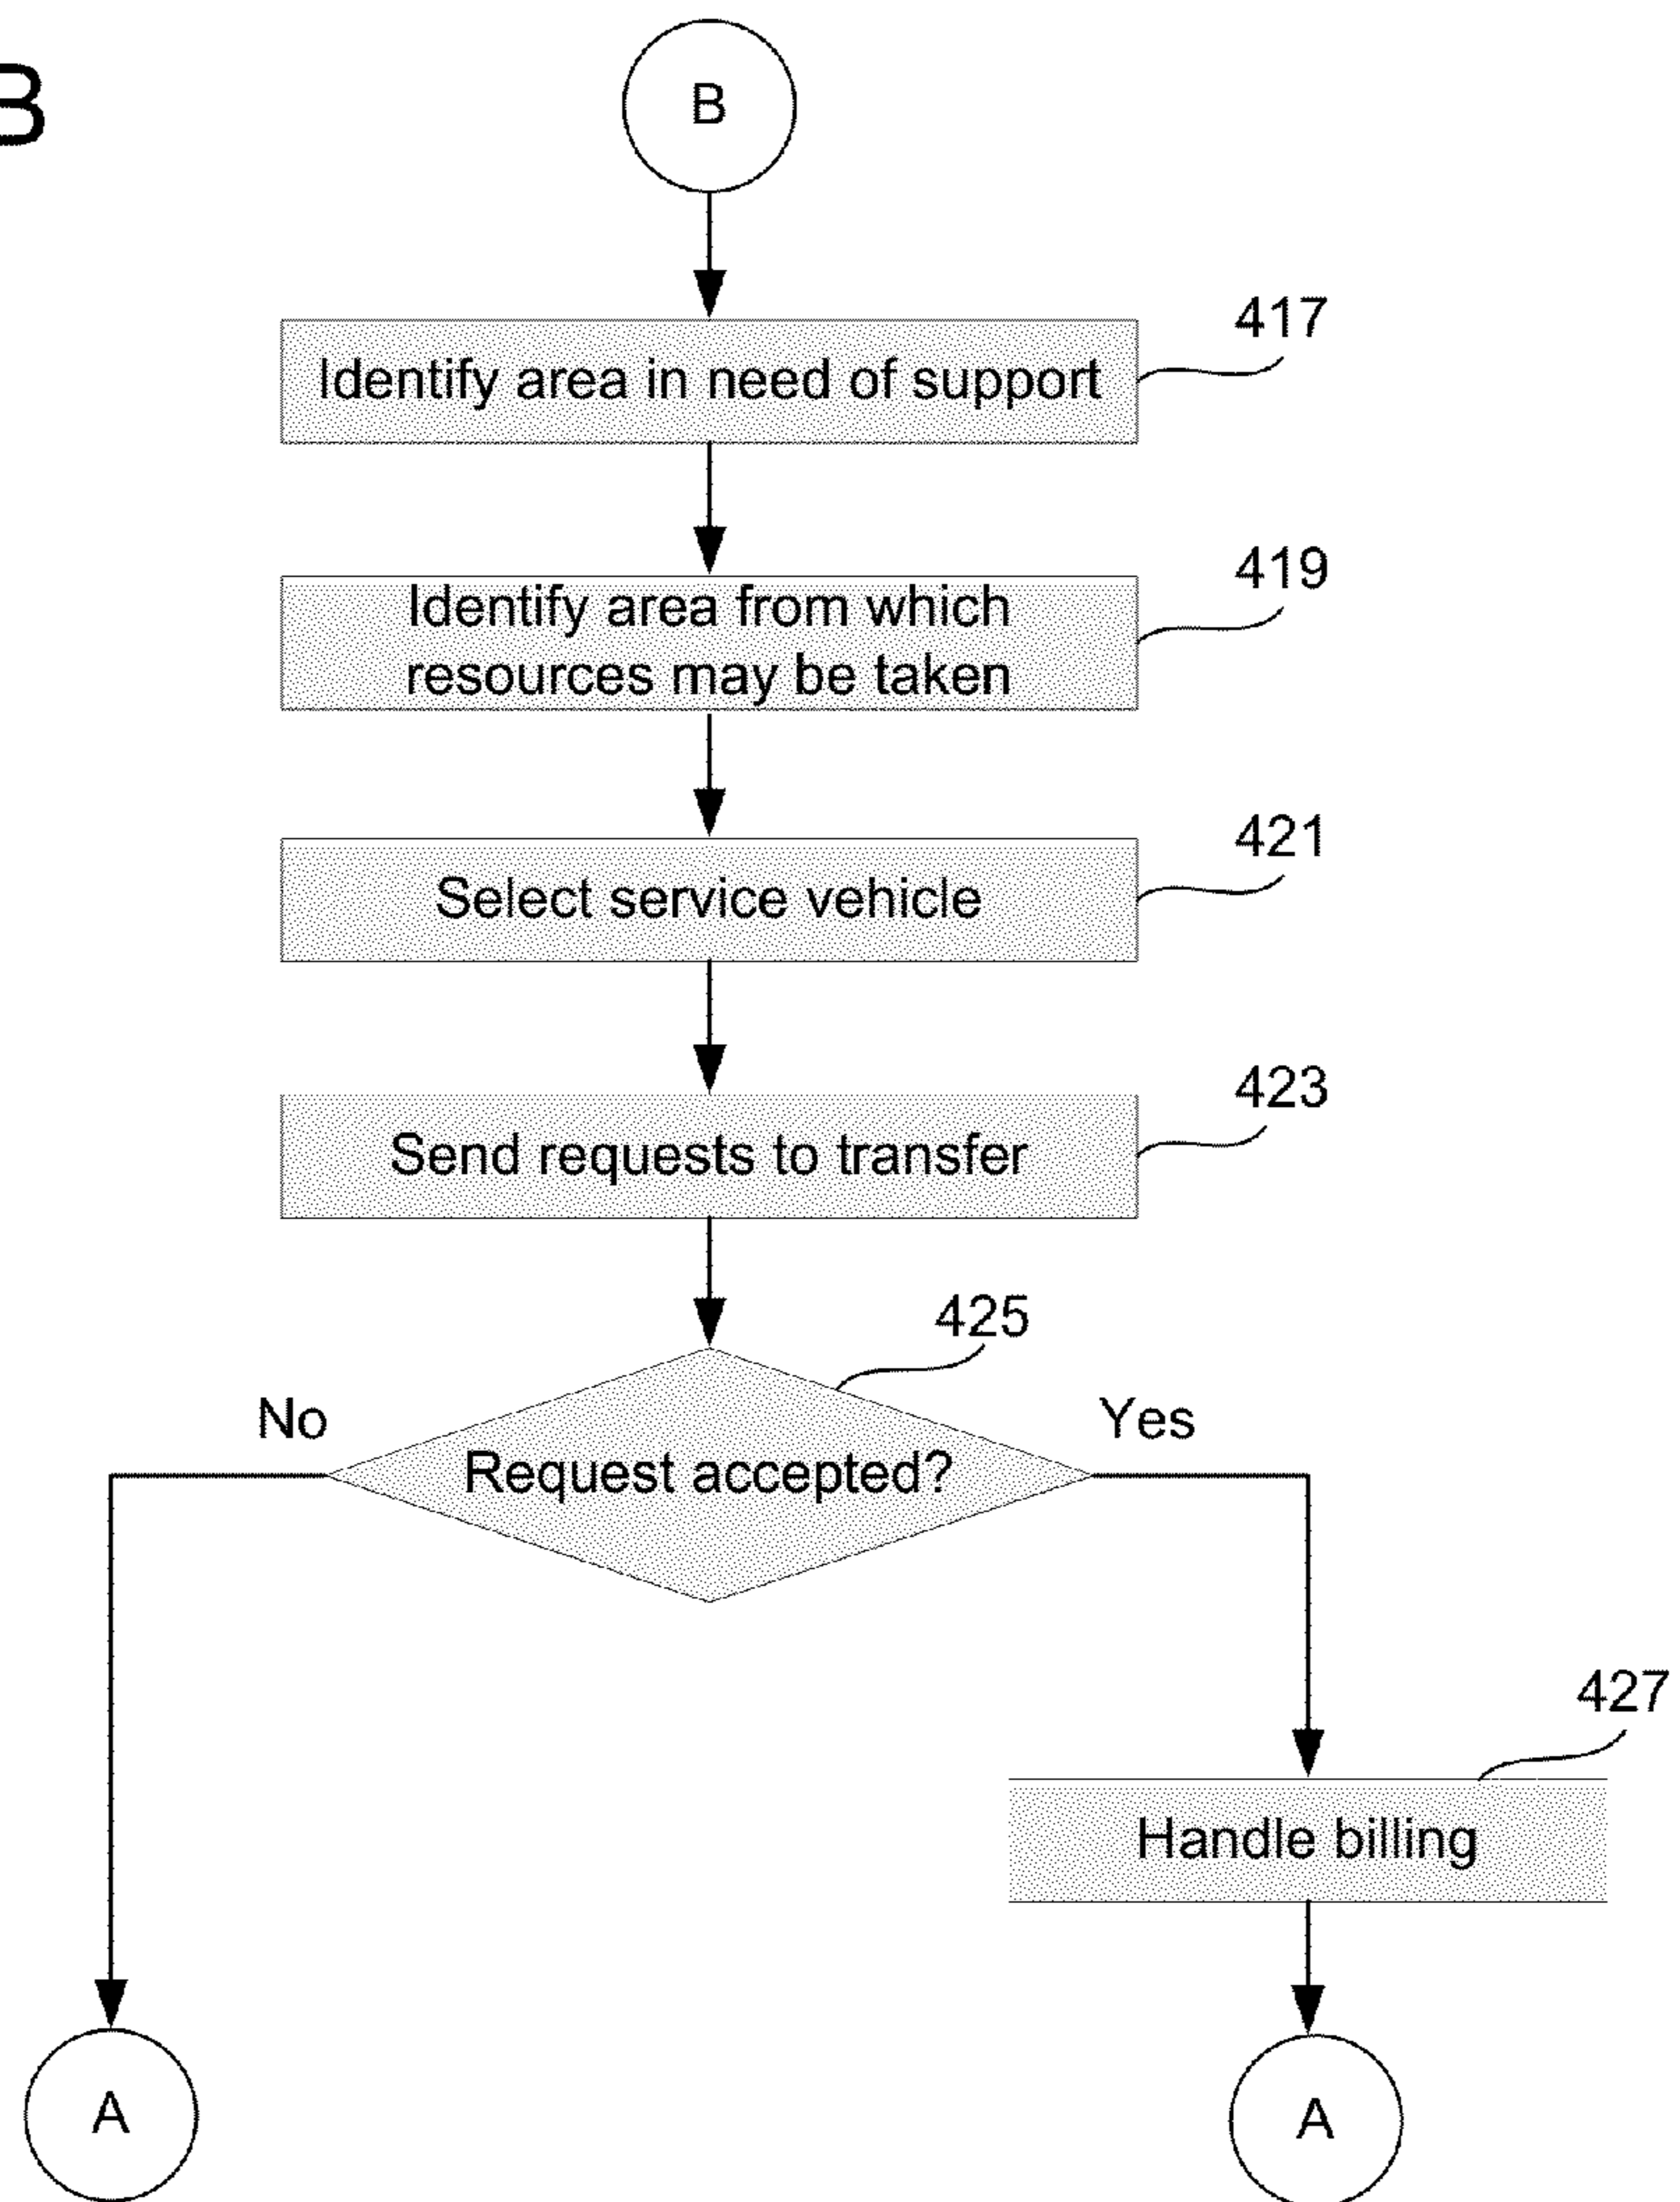 B
B
417
Identify area in need of support
419
Identify area from which
resources may be taken
421
Select service vehicle
423
Send requests to transfer
425
No
Yes
Request accepted?
427
Handle billing
A
A